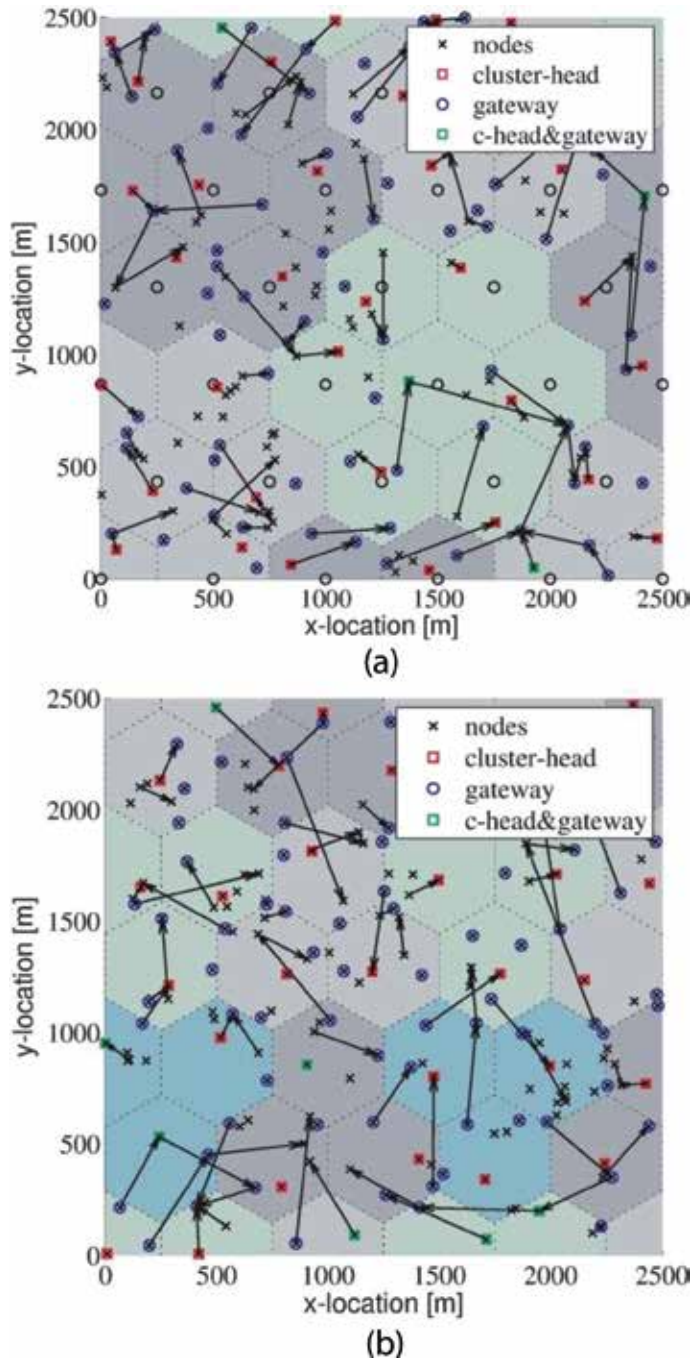 2500
2000
1500
1000
500
0
y-location [m]
nodes
cluster-head
gateway
c-head&gateway
0 500 1000 1500 2000 2500
x-location [m]
(a)
2500
2000
1500
1000
500
0
y-location [m]
nodes
cluster-head
gateway
c-head&gateway
0 500 1000 1500 2000 2500
x-location [m]
(b)